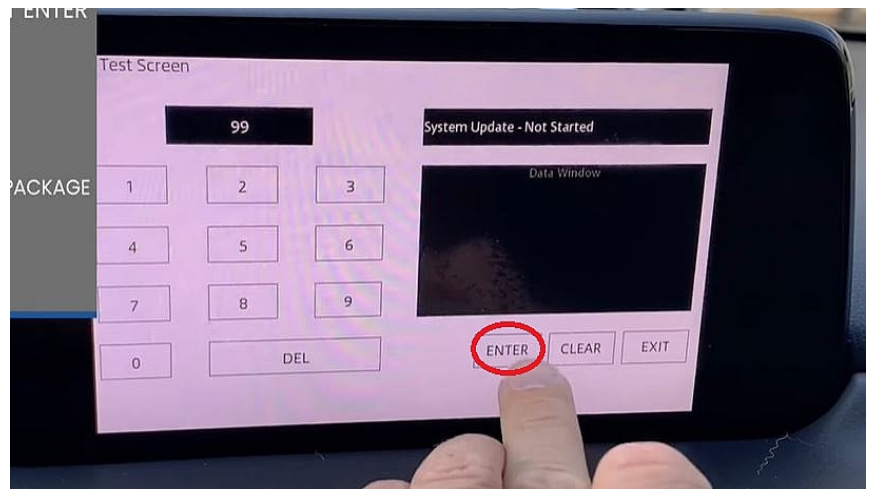 ENTER
Test Screen
99
System Update - Not Started
Data Window
PACKAGE
1 2 3
4 5 6
7 8 9
0 DEL
ENTER CLEAR EXIT